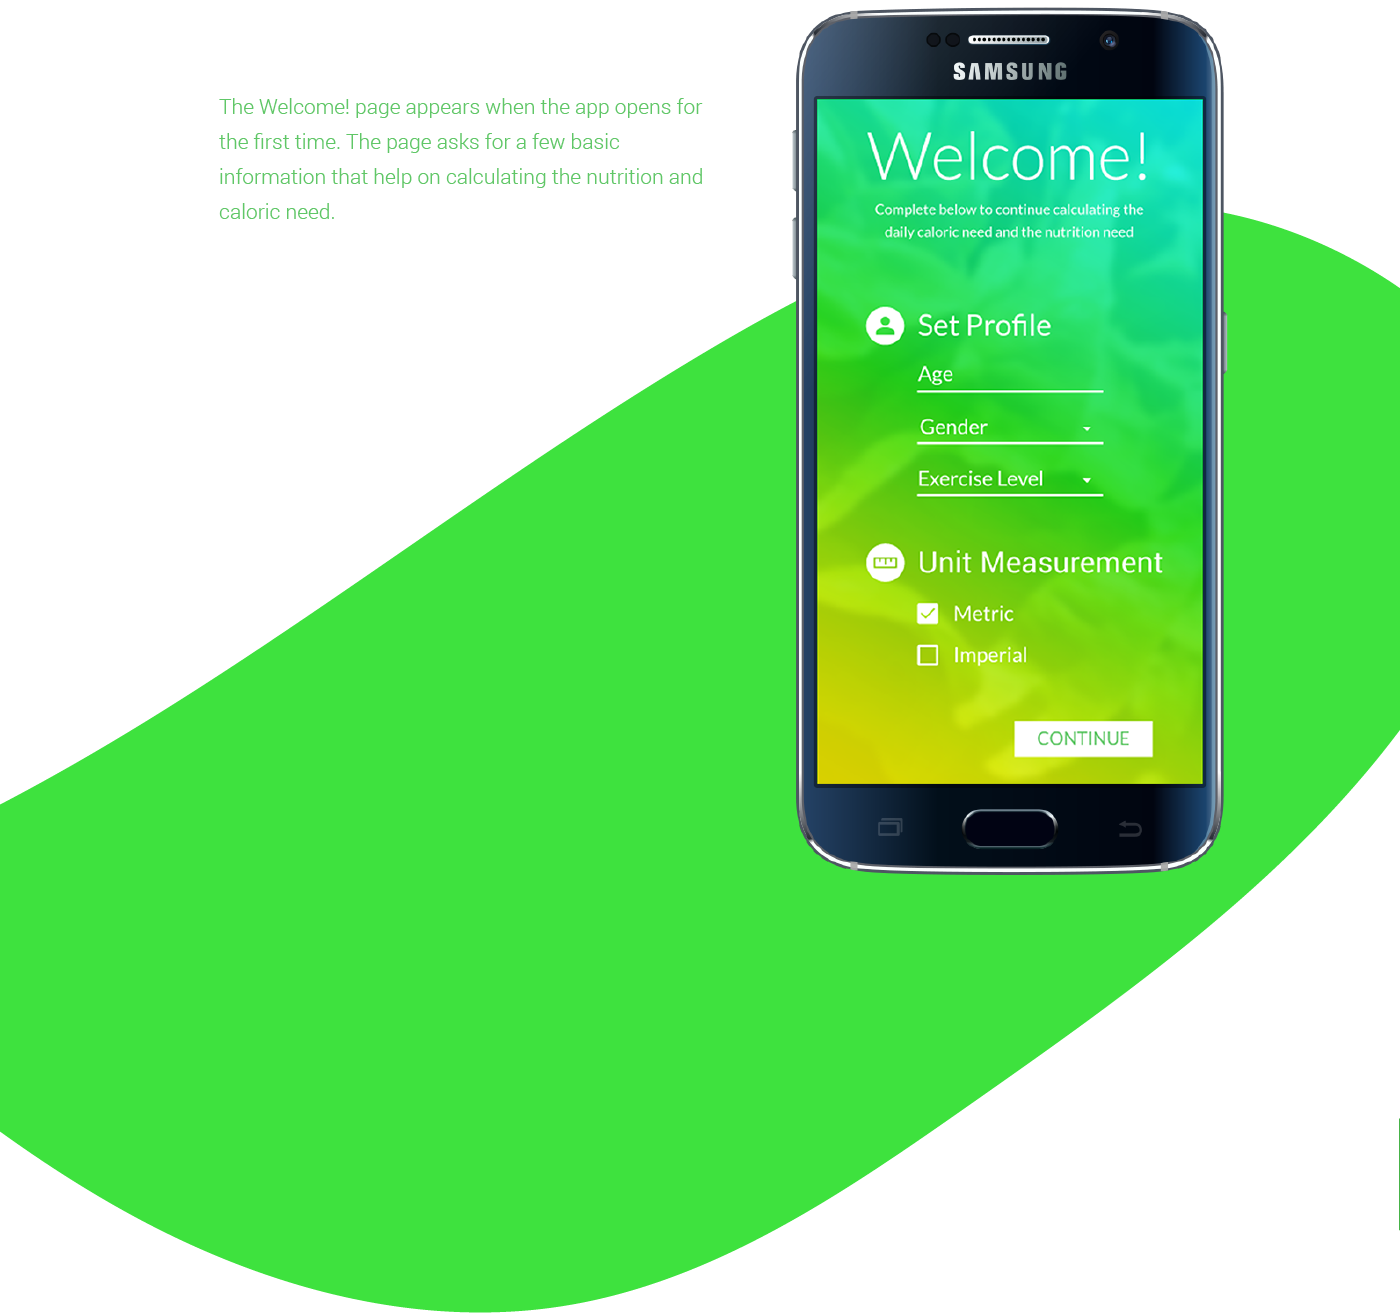 The Welcome! page appears when the app opens for
the first time. The page asks for a few basic
information that help on calculating the nutrition and
caloric need.
SAMSUNG
Welcome!
Complete below to continue calculating the
daily caloric need and the nutrition need
Set Profile
Age
Gender
Exercise Level
Unit Measurement
Metric
Imperial
CONTINUE